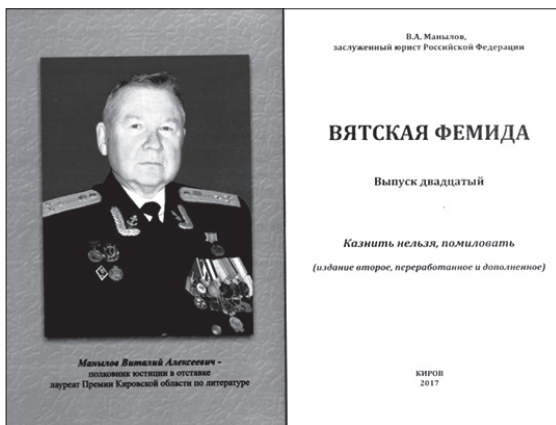 Манылов Виталий Алексеевич -
полковник юстиции в отставке
лауреат Премии Кировской области по литературе
В.А. Манылов,
заслуженный юрист Российской Федерации
ВЯТСКАЯ ФЕМИДА
Выпуск двадцатый
Казнить нельзя, помиловать
(издание второе, переработанное и дополненное)
КИРОВ
2017